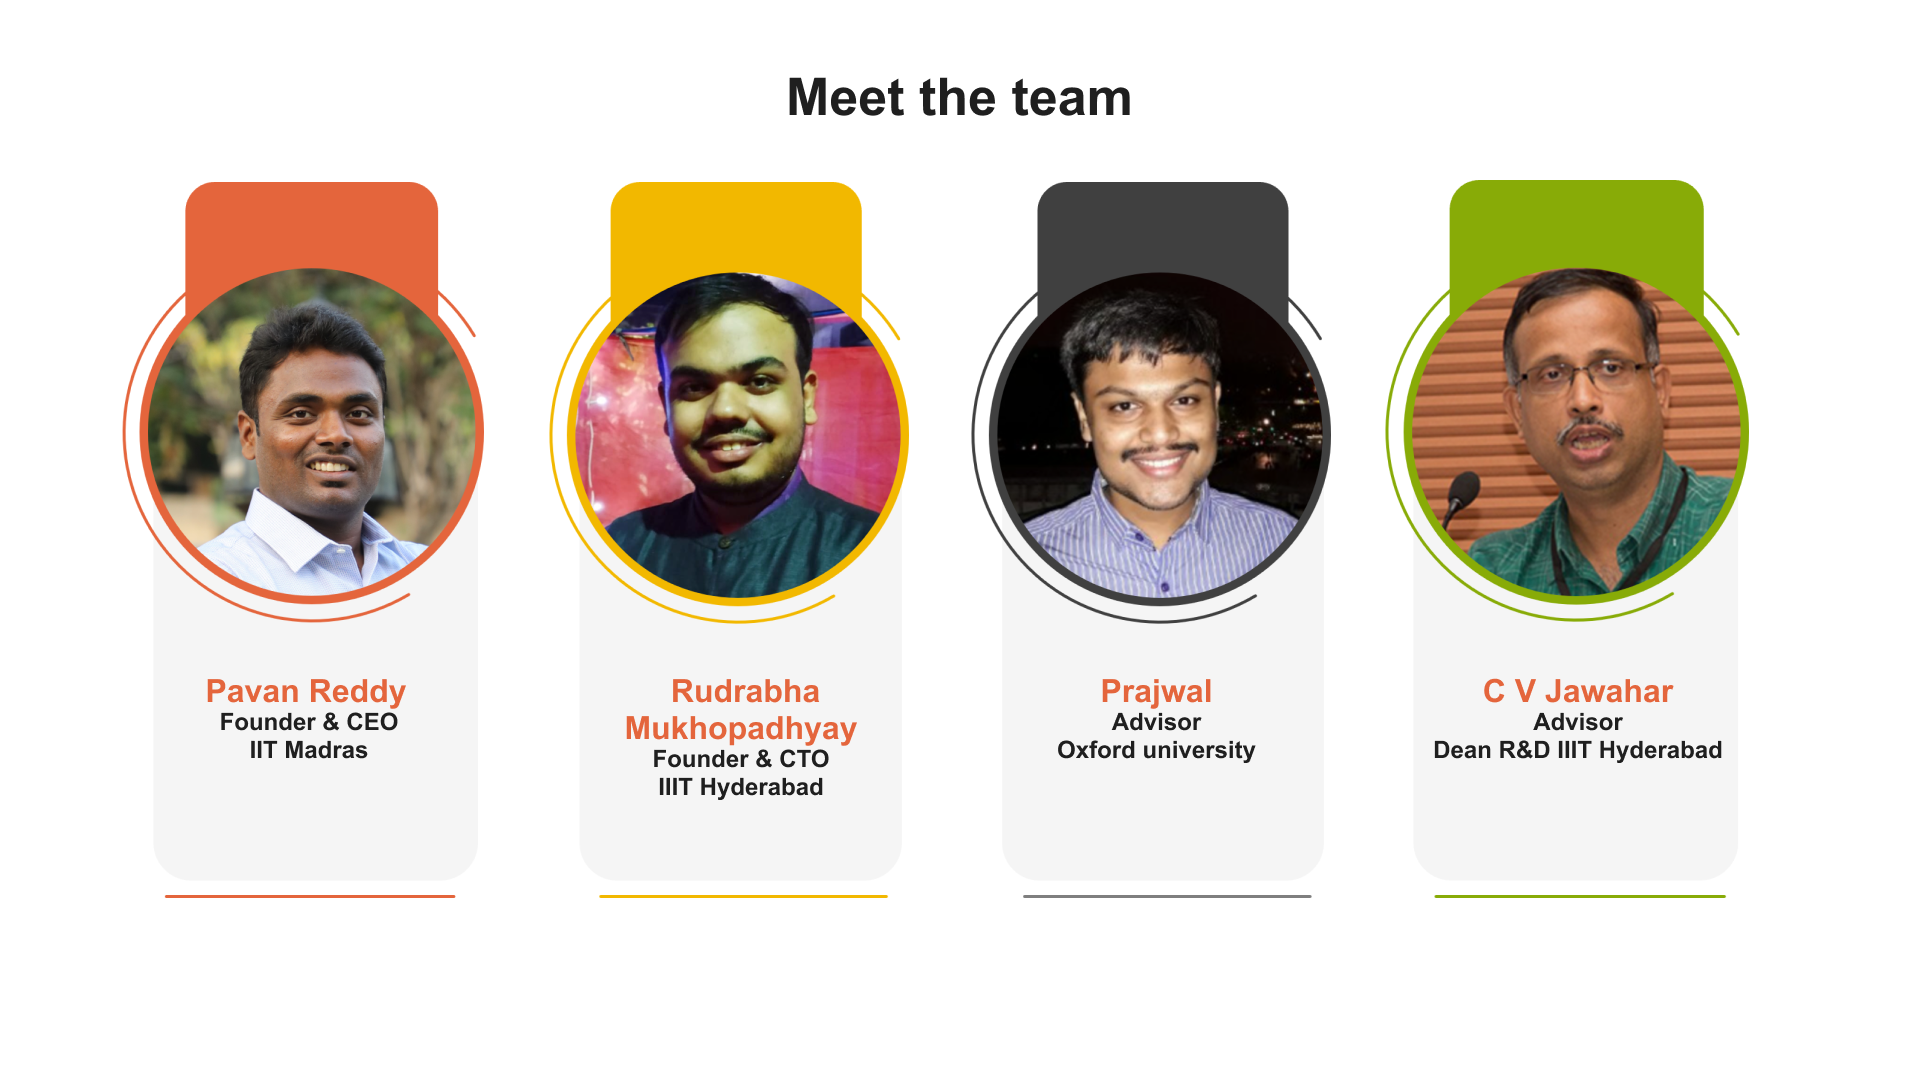 Meet the team
Pavan Reddy
Founder & CEO
IIT Madras
Rudrabha
Mukhopadhyay
Founder & CTO
IIIT Hyderabad
Prajwal
Advisor
Oxford university
C V Jawahar
Advisor
Dean R&D IIIT Hyderabad